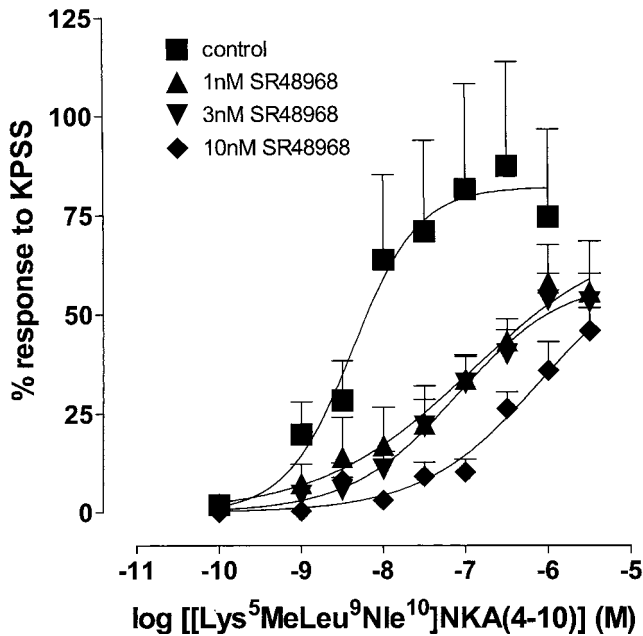 control
1nM SR48968
3nM SR48968
10nM SR48968
% response to KPSS
125
100
75
50
25
0
-11 -10 -9 -8 -7 -6 -5
log [[Lys⁵MeLeu⁹Nle¹⁰]NKA(4-10)] (M)